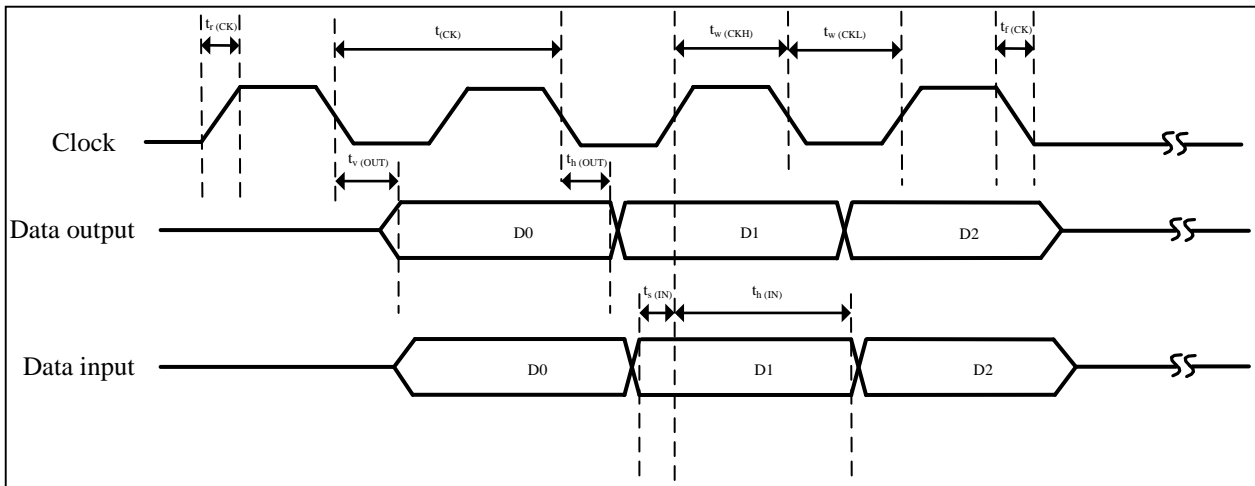 tr (CK)
t(CK)
tw (CKH)
tw (CKL)
tf (CK)
Clock
tv (OUT)
th (OUT)
Data output
D0
D1
D2
ts (IN)
th (IN)
Data input
D0
D1
D2